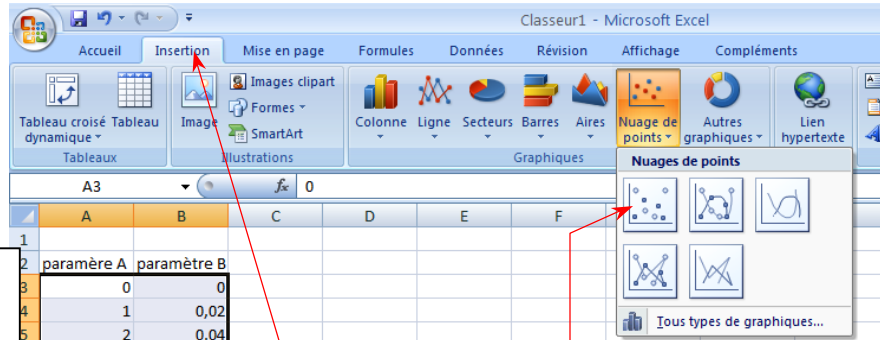 Classeur1 - Microsoft Excel
Accueil Insertion Mise en page Formules Données Révision Affichage Compléments
Tableau croisé dynamique Tableau Image Images clipart Formes SmartArt Colonne Ligne Secteurs Barres Aires Nuage de points Autres graphiques Lien hypertexte
Tableaux Illustrations Graphiques
Nuages de points
A3 fx 0
A B C D E F
1
2 paramère A paramètre B
3 0 0
4 1 0,02
5 2 0.04
Tous types de graphiques...